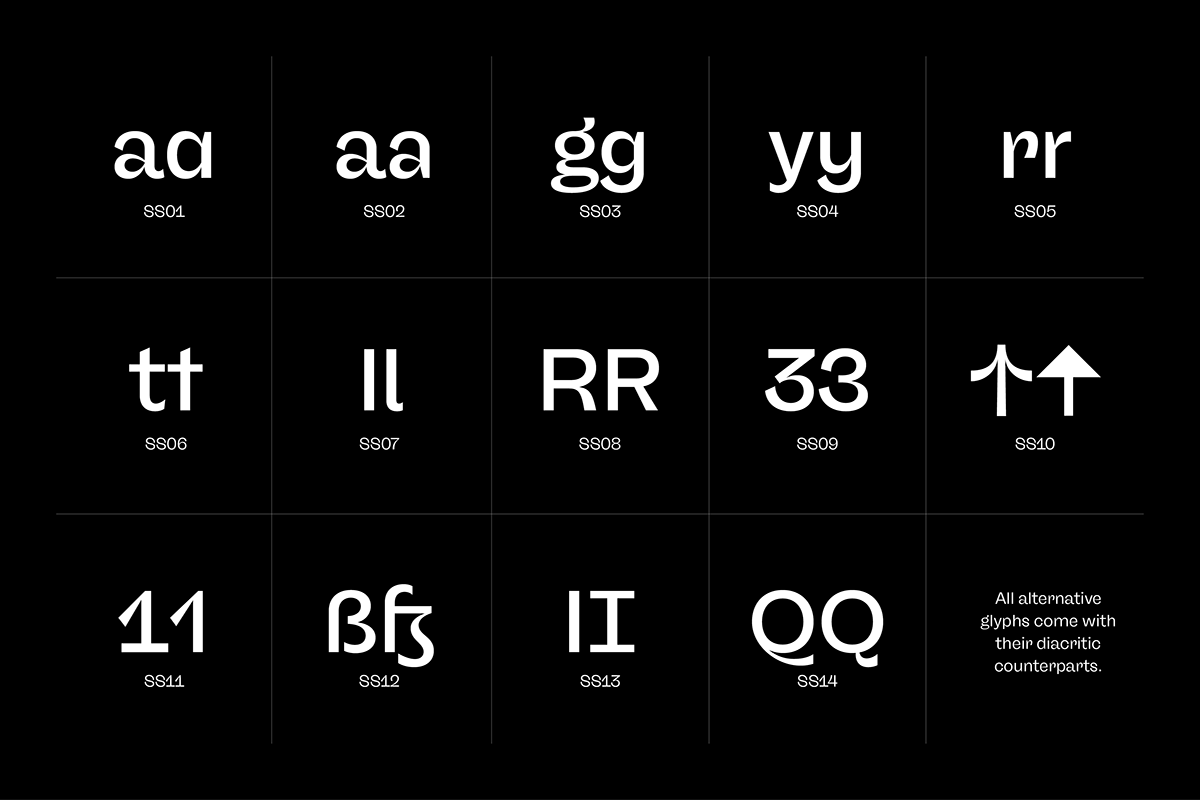 aa
SS01
aa
SS02
gg
SS03
yy
SS04
rr
SS05
tt
SS06
ll
SS07
RR
SS08
33
SS09
↑↑
SS10
11
SS11
ßß
SS12
II
SS13
QQ
SS14
All alternative
glyphs come with
their diacritic
counterparts.